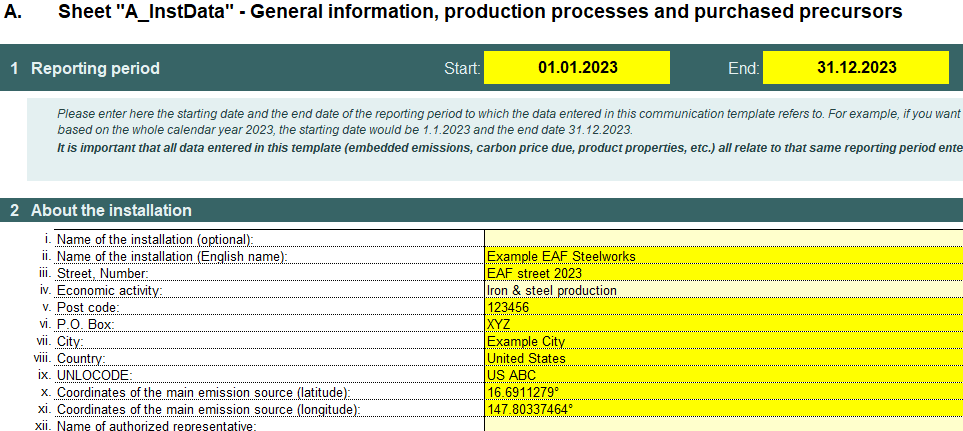 A. Sheet "A_InstData" - General information, production processes and purchased precursors
1 Reporting period Start: 01.01.2023 End: 31.12.2023
Please enter here the starting date and the end date of the reporting period to which the data entered in this communication template refers to. For example, if you want
based on the whole calendar year 2023, the starting date would be 1.1.2023 and the end date 31.12.2023.
It is important that all data entered in this template (embedded emissions, carbon price due, product properties, etc.) all relate to that same reporting period ente
2 About the installation
i. Name of the installation (optional):
ii. Name of the installation (English name): Example EAF Steelworks
iii. Street, Number: EAF street 2023
iv. Economic activity: Iron & steel production
v. Post code: 123456
vi. P.O. Box: XYZ
vii. City: Example City
viii. Country: United States
ix. UNLOCODE: US ABC
x. Coordinates of the main emission source (latitude): 16.6911279°
xi. Coordinates of the main emission source (longitude): 147.80337464°
xii. Name of authorized representative: